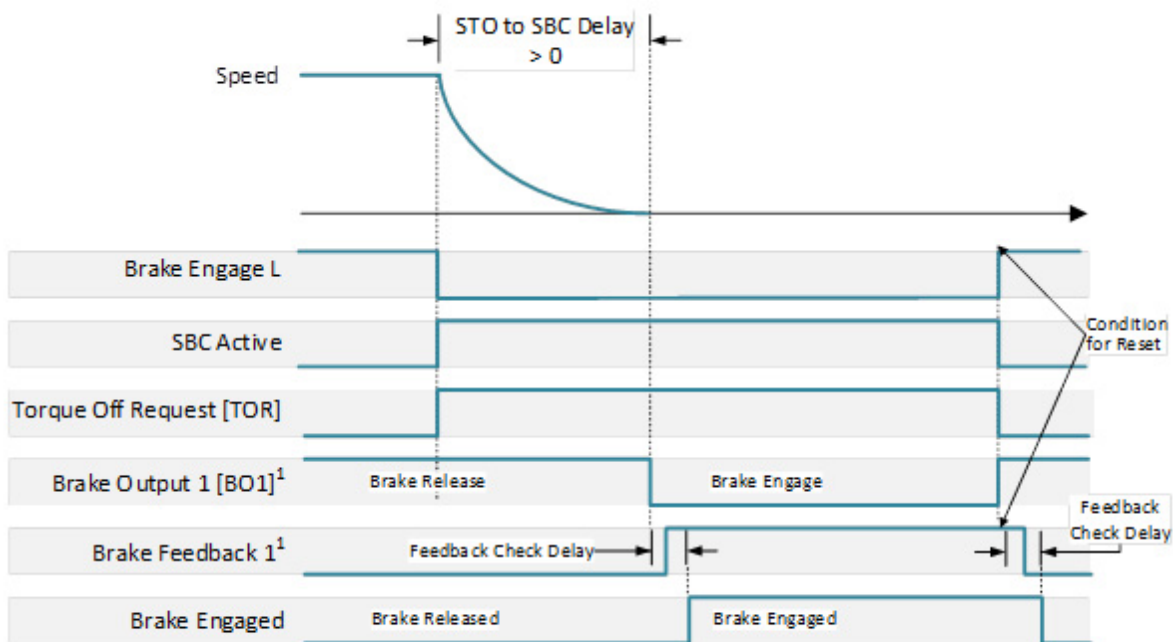 STO to SBC Delay
> 0
Speed
Brake Engage L
SBC Active
Condition
for Reset
Torque Off Request [TOR]
Brake Output 1 [BO1]¹
Brake Release
Brake Engage
Feedback
Check Delay
Brake Feedback 1¹
Feedback Check Delay
Brake Engaged
Brake Released
Brake Engaged